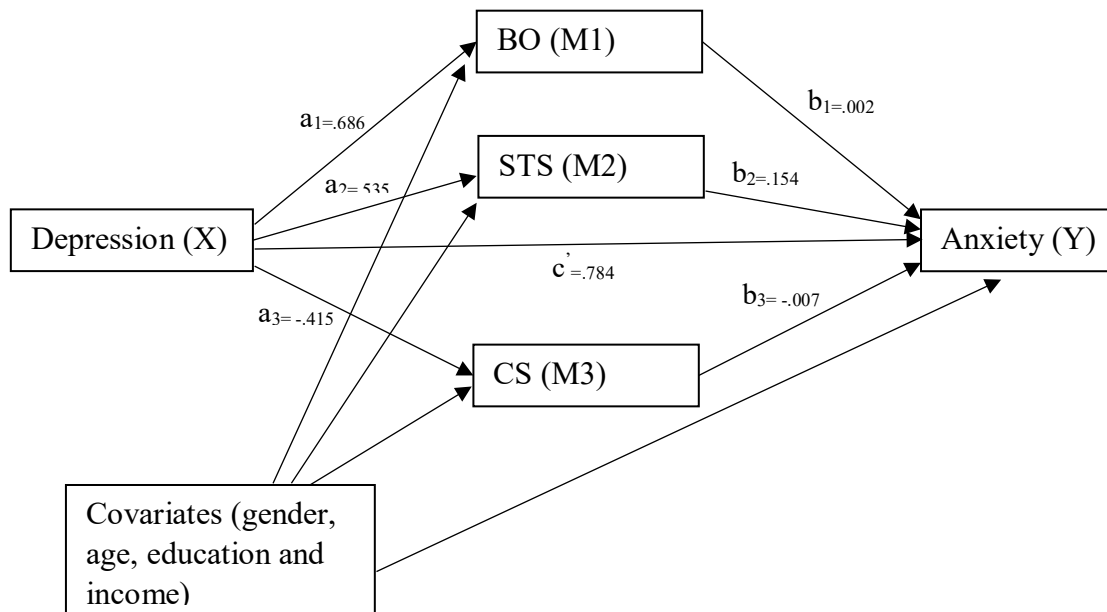 BO (M1)
a1=.686
b1=.002
STS (M2)
a2=.535
b2=.154
Depression (X)
Anxiety (Y)
c'=.784
b3= -.007
a3= -.415
CS (M3)
Covariates (gender,
age, education and
income)